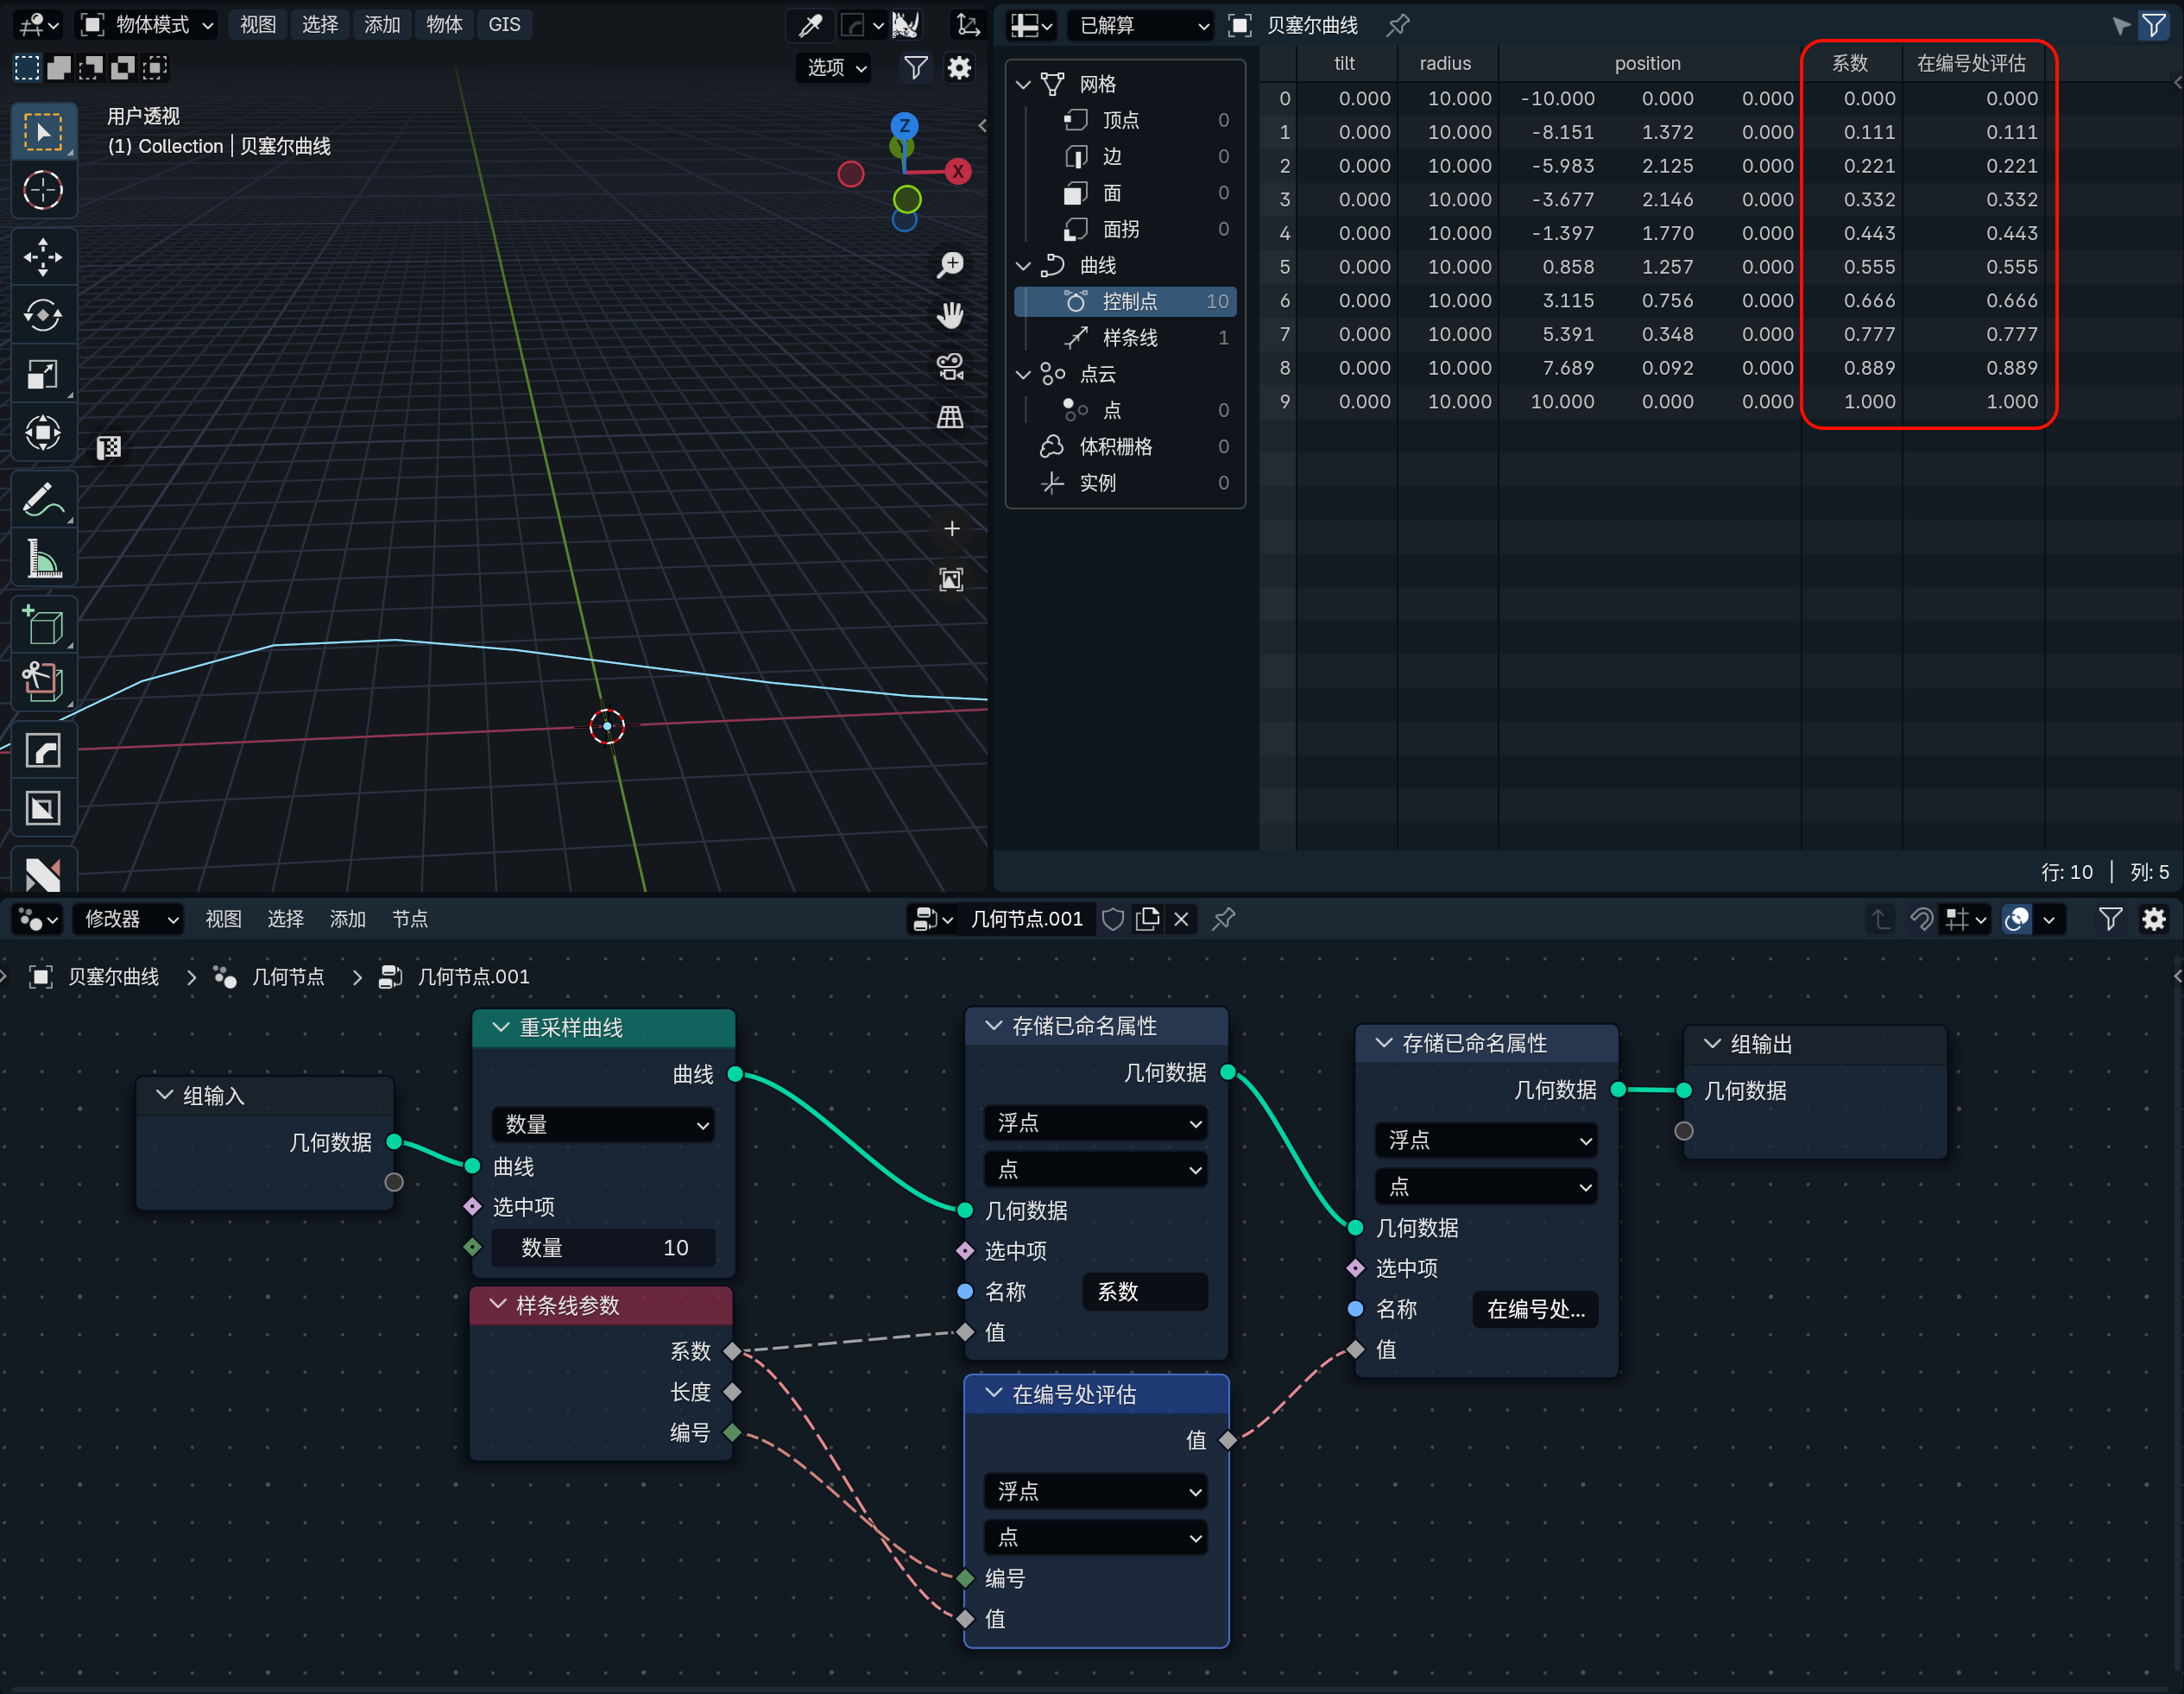 物体模式 视图 选择 添加 物体 GIS
选项
用户透视
(1) Collection | 贝塞尔曲线
Z
X
已解算 贝塞尔曲线
网格
顶点 0
边 0
面 0
面拐 0
曲线
控制点 10
样条线 1
点云
点 0
体积栅格 0
实例 0
tilt radius position 系数 在编号处评估
0 0.000 10.000 -10.000 0.000 0.000 0.000 0.000
1 0.000 10.000 -8.151 1.372 0.000 0.111 0.111
2 0.000 10.000 -5.983 2.125 0.000 0.221 0.221
3 0.000 10.000 -3.677 2.146 0.000 0.332 0.332
4 0.000 10.000 -1.397 1.770 0.000 0.443 0.443
5 0.000 10.000 0.858 1.257 0.000 0.555 0.555
6 0.000 10.000 3.115 0.756 0.000 0.666 0.666
7 0.000 10.000 5.391 0.348 0.000 0.777 0.777
8 0.000 10.000 7.689 0.092 0.000 0.889 0.889
9 0.000 10.000 10.000 0.000 0.000 1.000 1.000
行: 10 | 列: 5
修改器 视图 选择 添加 节点 几何节点.001
贝塞尔曲线 几何节点 几何节点.001
组输入
几何数据
重采样曲线
曲线
数量
曲线
选中项
数量 10
样条线参数
系数
长度
编号
存储已命名属性
几何数据
浮点
点
几何数据
选中项
名称 系数
值
在编号处评估
值
浮点
点
编号
值
存储已命名属性
几何数据
浮点
点
几何数据
选中项
名称 在编号处...
值
组输出
几何数据